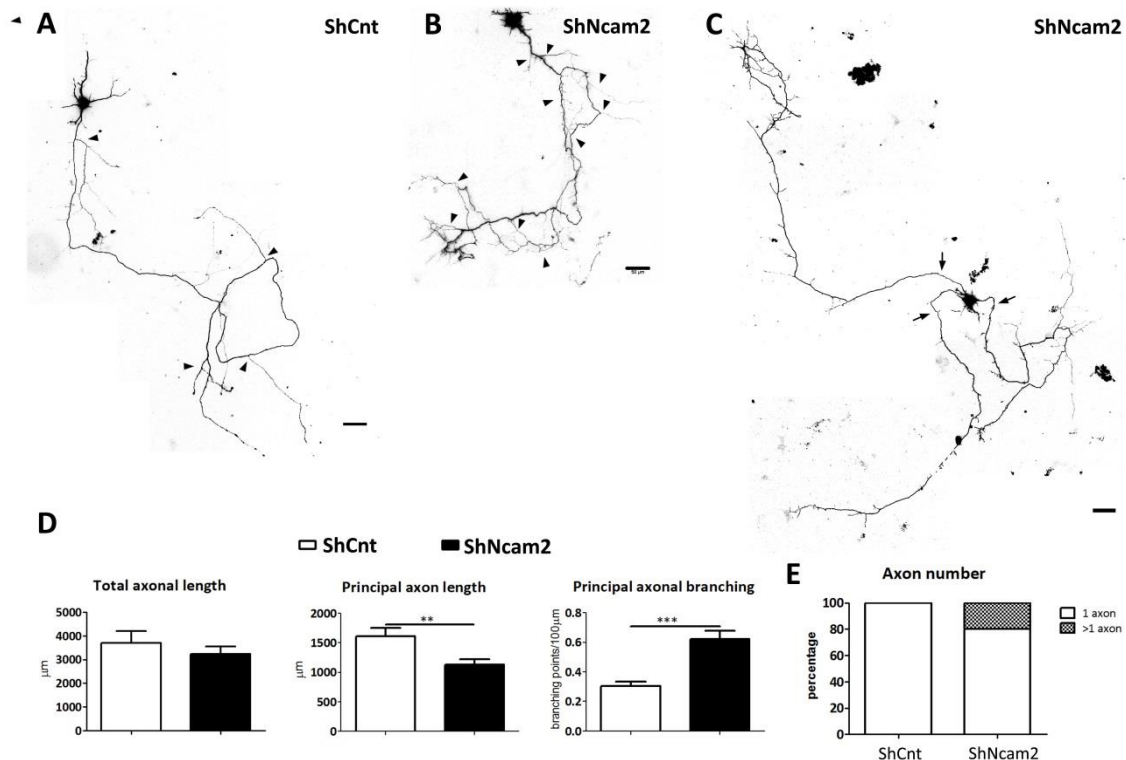 A
ShCnt
B
ShNcam2
C
ShNcam2
50 µm
D
ShCnt
ShNcam2
Total axonal length
5000
4000
3000
2000
1000
0
µm
Principal axon length
2000
1500
1000
500
0
µm
**
Principal axonal branching
0.8
0.6
0.4
0.2
0.0
branching points/100µm
***
E
Axon number
100
80
60
40
20
0
percentage
ShCnt
ShNcam2
1 axon
>1 axon